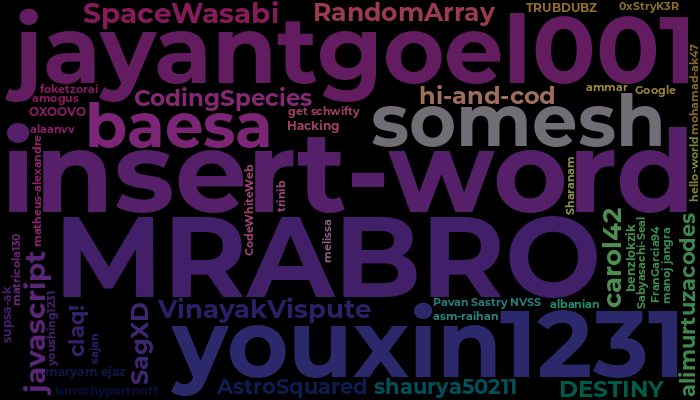 SpaceWasabi
RandomArray
TRUBDUBZ
0xStryK3R
jayantgoel001
foketzorai
amogus
OXOOVO
CodingSpecies
get schwifty
hi-and-cod
ammar
Google
mohamad-ak47
alaanvv
baesa
Hacking
somesh
hello-world
insert-word
matheus-alexandre
CodeWhiteWeb
trinib
melissa
Sharanam
MRABRO
carol42
benzlokzik
Sabyasachi-Seal
FranGarcia94
manoj jangra
alimurtuzacodes
matricola130
supsa-ak
javascript
youshing1231
claq!
sajan
SagXD
VinayakVispute
Pavan Sastry NVSS
asm-raihan
albanian
youxin1231
maryam ejaz
timothyportnoff
AstroSquared
shaurya50211
DESTINY